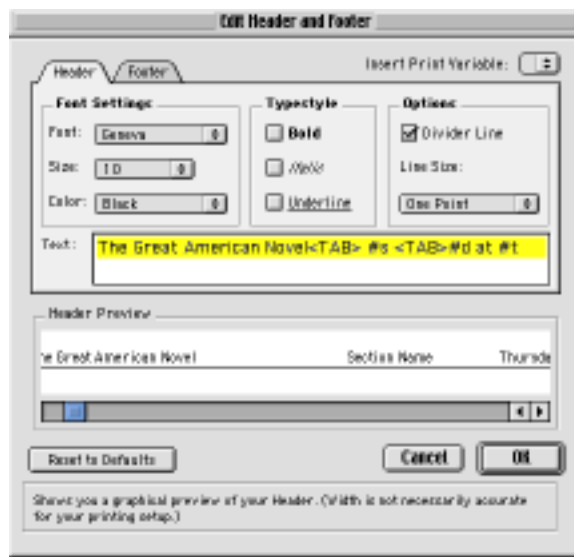 Edit Header and Footer
Header Footer Insert Print Variable:
Font Settings Typestyle Options
Font: Geneva Bold Divider Line
Size: 10 Italic Line Size:
Color: Black Underline One Point
Text: The Great American Novel<TAB> #s <TAB>#d at #t
Header Preview
he Great American Novel Section Name Thursda
Reset to Defaults Cancel OK
Shows you a graphical preview of your Header. (Width is not necessarily accurate
for your printing setup.)